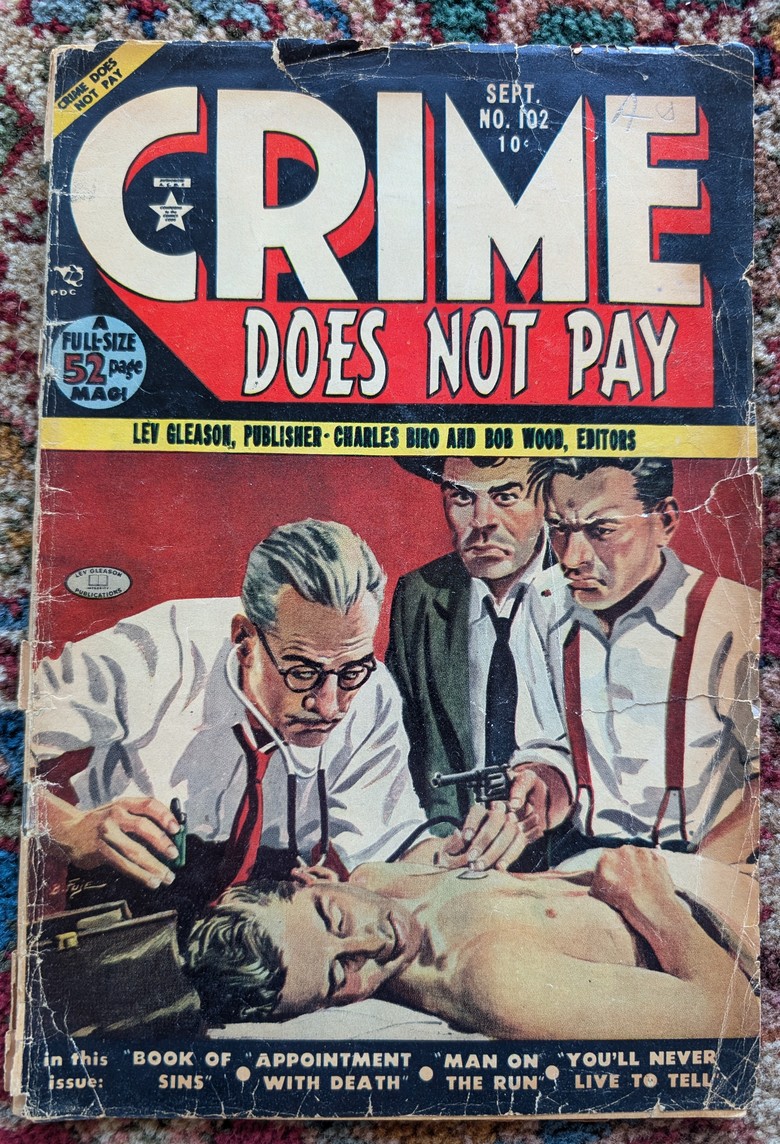 CRIME DOES
NOT PAY
CRIME
SEPT.
NO. 102
10¢
PDC
DOES NOT PAY
A
FULL-SIZE
52 page
MAG!
LEV GLEASON, PUBLISHER · CHARLES BIRO AND BOB WOOD, EDITORS
LEV GLEASON
PUBLICATIONS
B. Fuje
in this "BOOK OF "APPOINTMENT "MAN ON "YOU'LL NEVER
issue: SINS" ● WITH DEATH" ● THE RUN" ● LIVE TO TELL"